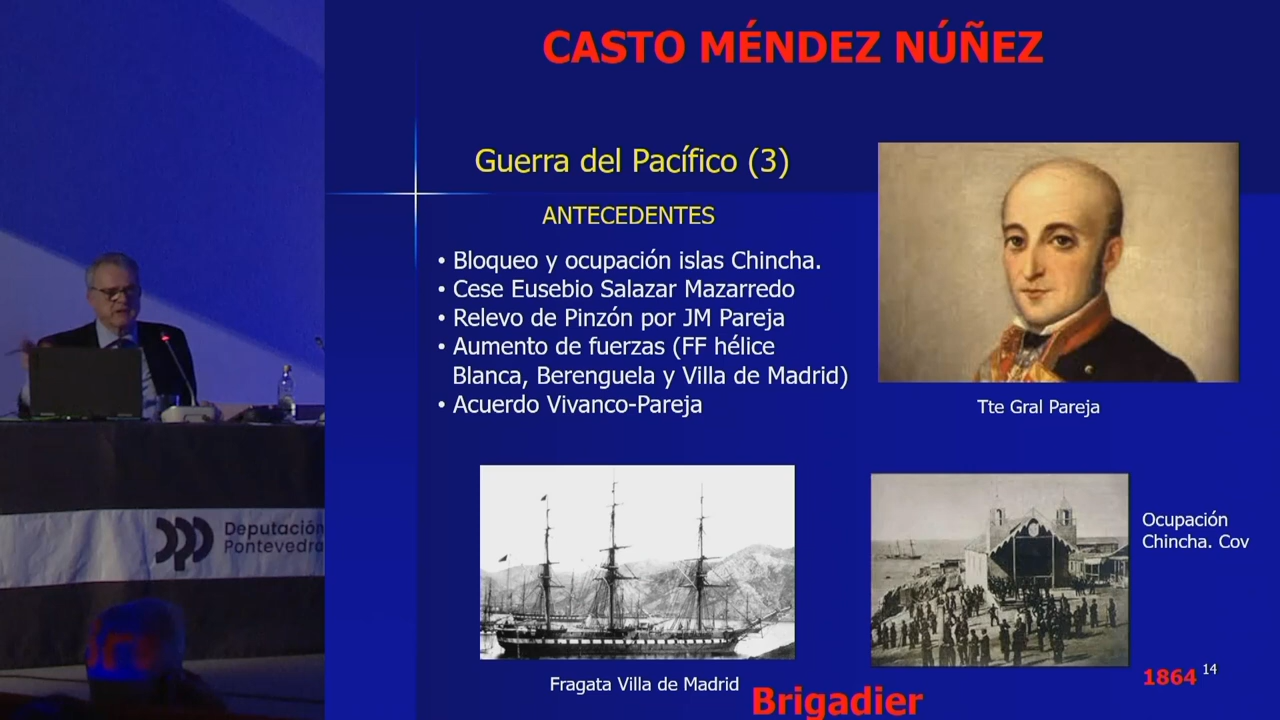 CASTO MÉNDEZ NÚÑEZ
Guerra del Pacífico (3)
ANTECEDENTES
• Bloqueo y ocupación islas Chincha.
• Cese Eusebio Salazar Mazarredo
• Relevo de Pinzón por JM Pareja
• Aumento de fuerzas (FF hélice
Blanca, Berenguela y Villa de Madrid)
• Acuerdo Vivanco-Pareja
Tte Gral Pareja
Ocupación
Chincha. Cov
Fragata Villa de Madrid
Brigadier
1864
14
Deputación
Pontevedra